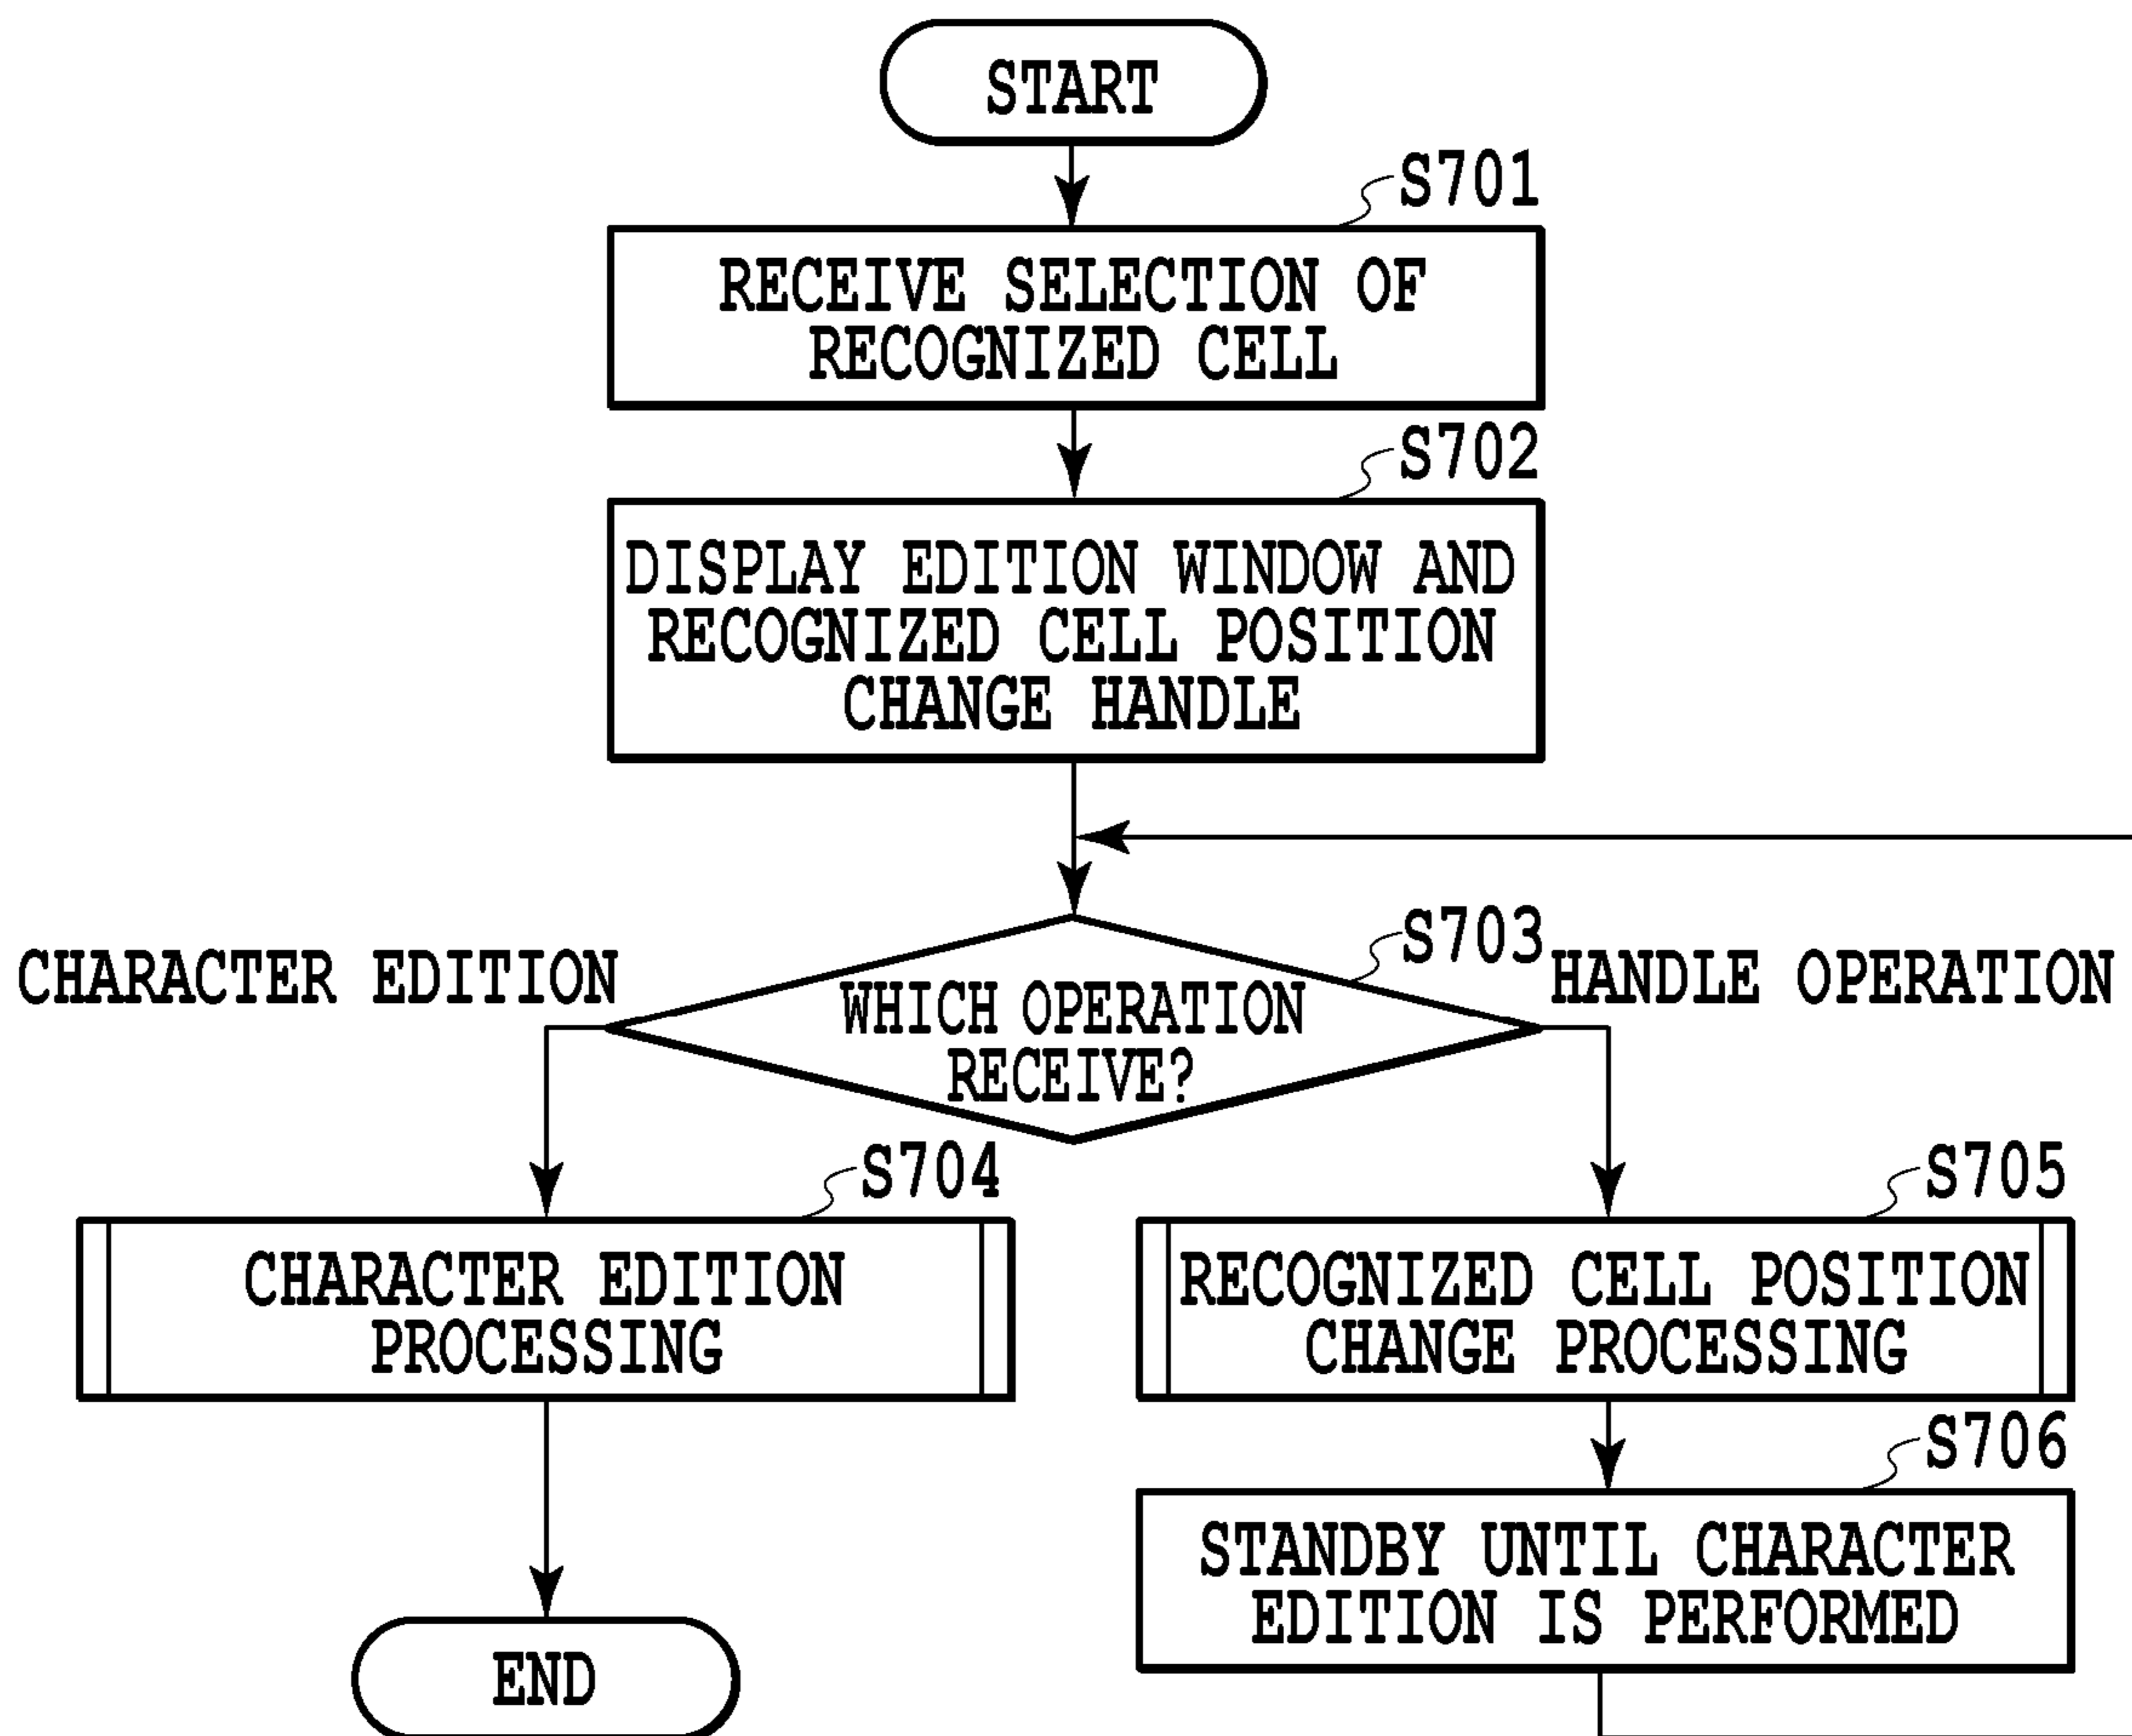 START
S701
RECEIVE SELECTION OF
RECOGNIZED CELL
S702
DISPLAY EDITION WINDOW AND
RECOGNIZED CELL POSITION
CHANGE HANDLE
S703
CHARACTER EDITION
HANDLE OPERATION
WHICH OPERATION
RECEIVE?
S704
CHARACTER EDITION
PROCESSING
S705
RECOGNIZED CELL POSITION
CHANGE PROCESSING
S706
STANDBY UNTIL CHARACTER
EDITION IS PERFORMED
END